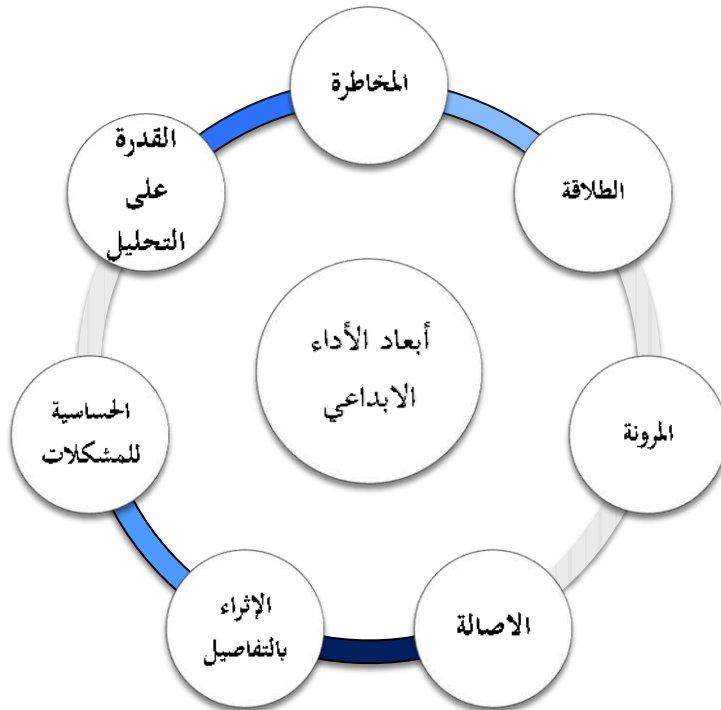 أبعاد الأداء
الابداعي
المخاطرة
الطلاقة
المرونة
الاصالة
الإثراء
بالتفاصيل
الحساسية
للمشكلات
القدرة
على
التحليل